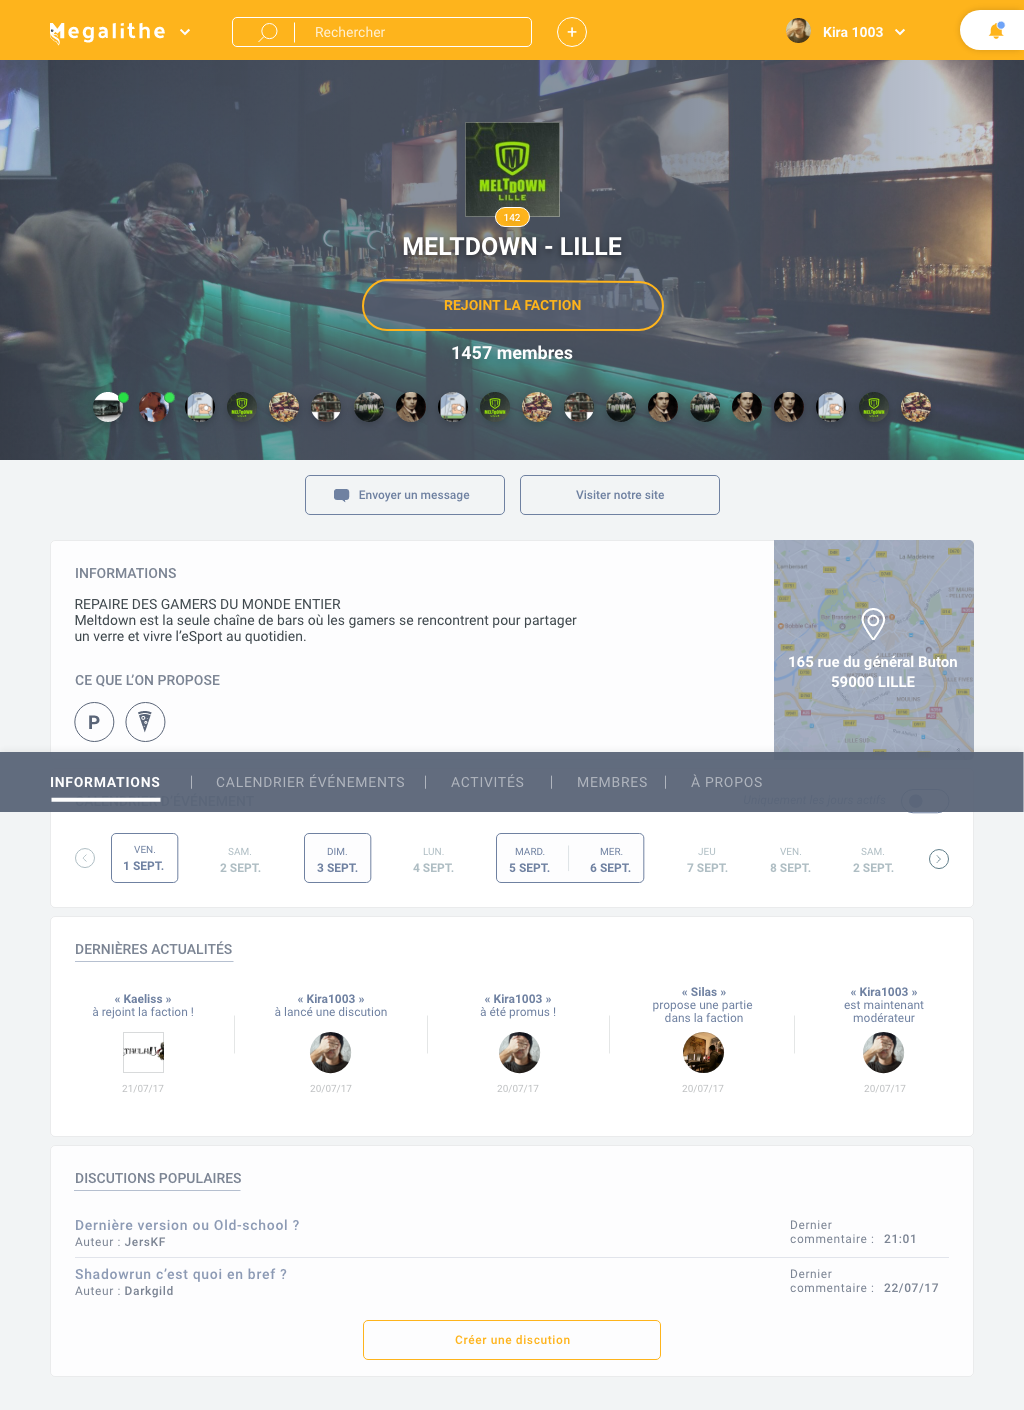 Megalithe
Rechercher
+
Kira 1003
MELTDOWN
LILLE
142
MELTDOWN - LILLE
REJOINT LA FACTION
1457 membres
Envoyer un message
Visiter notre site
INFORMATIONS
REPAIRE DES GAMERS DU MONDE ENTIER
Meltdown est la seule chaîne de bars où les gamers se rencontrent pour partager
un verre et vivre l’eSport au quotidien.
165 rue du général Buton
59000 LILLE
CE QUE L’ON PROPOSE
P
INFORMATIONS
CALENDRIER ÉVÉNEMENTS
ACTIVITÉS
MEMBRES
À PROPOS
VEN.
1 SEPT.
SAM.
2 SEPT.
DIM.
3 SEPT.
LUN.
4 SEPT.
MARD.
5 SEPT.
MER.
6 SEPT.
JEU
7 SEPT.
VEN.
8 SEPT.
SAM.
2 SEPT.
DERNIÈRES ACTUALITÉS
« Kaeliss »
à rejoint la faction !
21/07/17
« Kira1003 »
à lancé une discution
20/07/17
« Kira1003 »
à été promus !
20/07/17
« Silas »
propose une partie
dans la faction
20/07/17
« Kira1003 »
est maintenant
modérateur
20/07/17
DISCUTIONS POPULAIRES
Dernière version ou Old-school ?
Auteur : JersKF
Dernier
commentaire : 21:01
Shadowrun c’est quoi en bref ?
Auteur : Darkgild
Dernier
commentaire : 22/07/17
Créer une discution